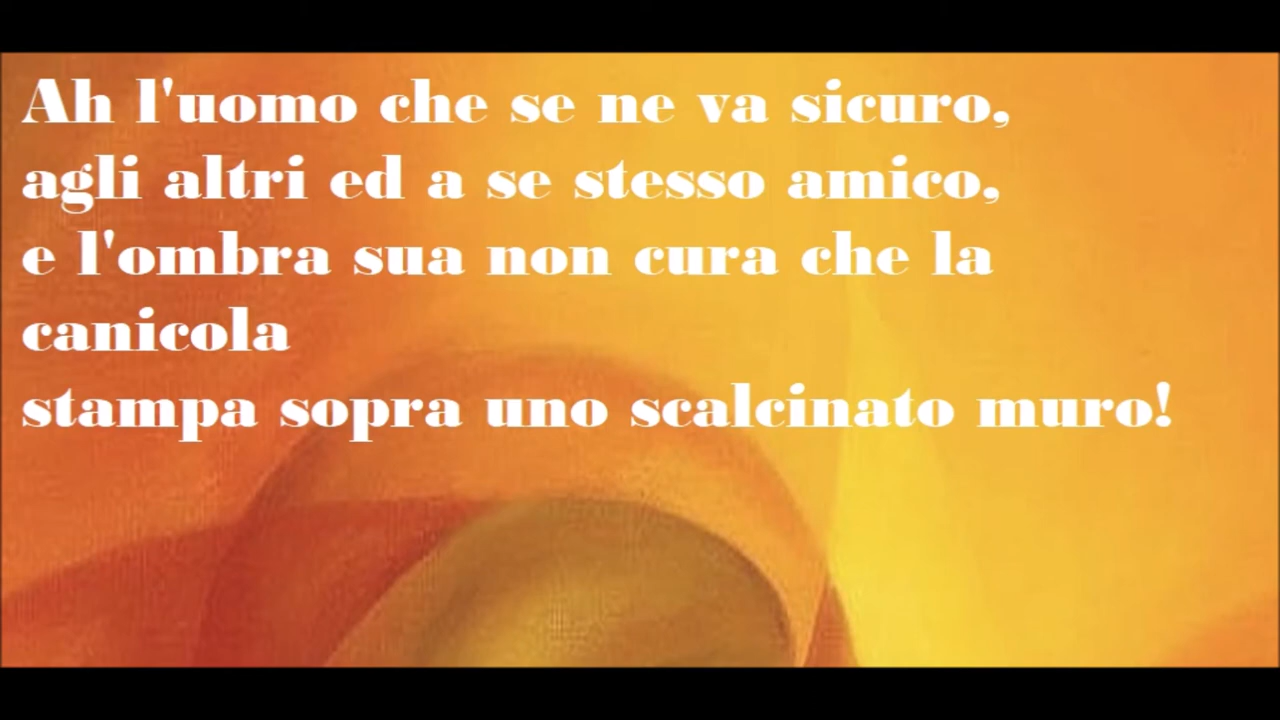 Ah l'uomo che se ne va sicuro,
agli altri ed a se stesso amico,
e l'ombra sua non cura che la
canicola
stampa sopra uno scalcinato muro!